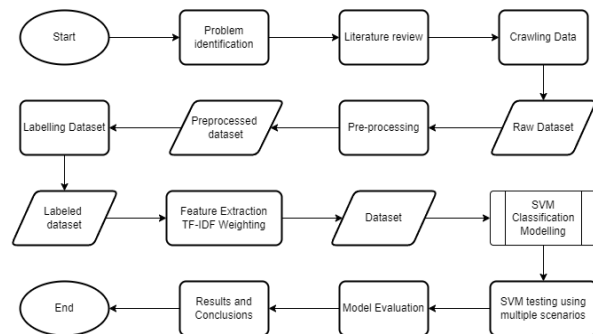 Start
Problem
identification
Literature review
Crawling Data
Raw Dataset
Pre-processing
Preprocessed
dataset
Labelling Dataset
Labeled
dataset
Feature Extraction
TF-IDF Weighting
Dataset
SVM
Classification
Modelling
SVM testing using
multiple scenarios
Model Evaluation
Results and
Conclusions
End